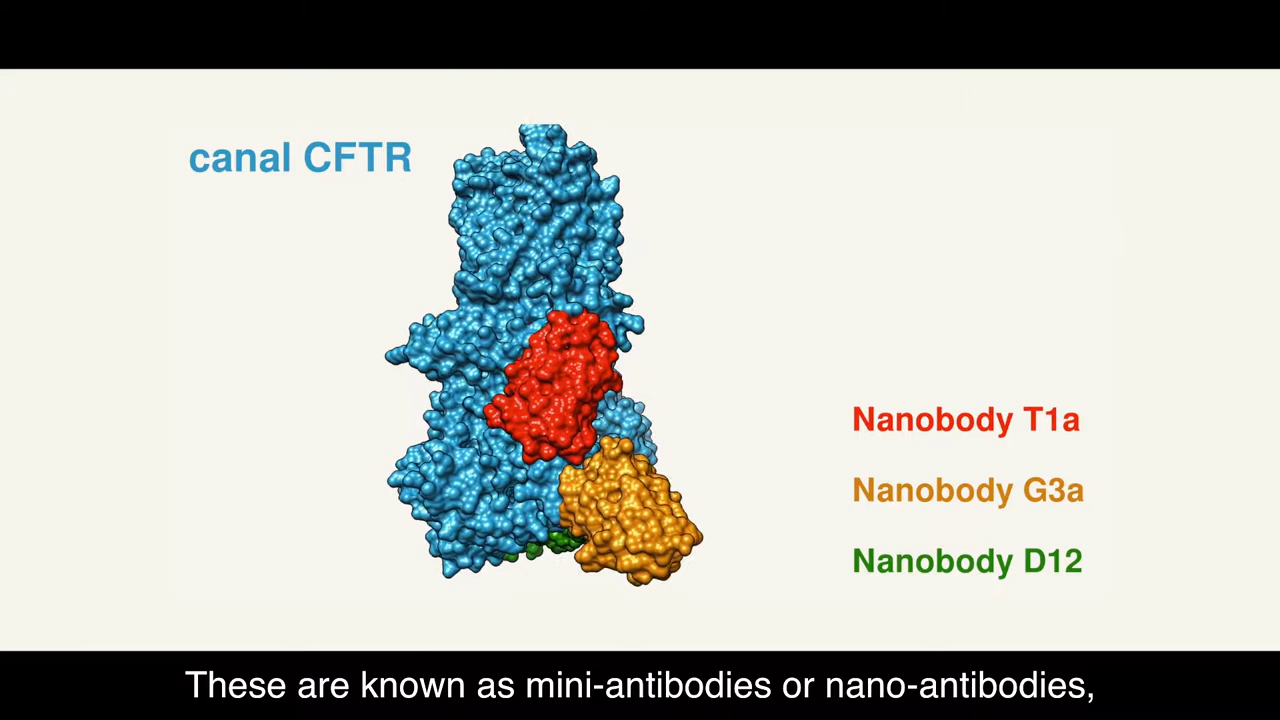 canal CFTR
Nanobody T1a
Nanobody G3a
Nanobody D12
These are known as mini-antibodies or nano-antibodies,